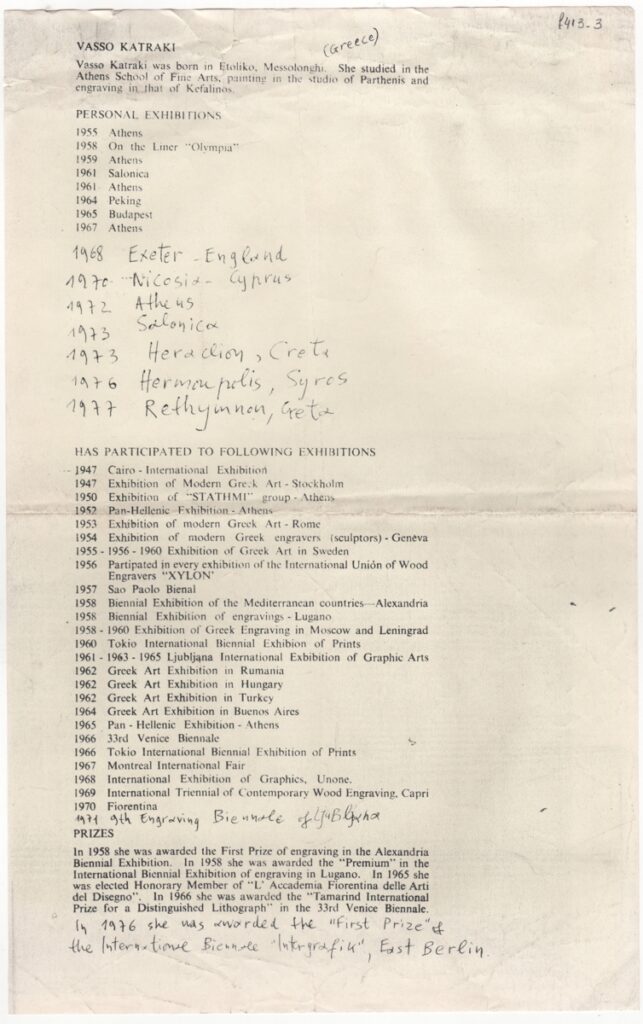 f413-3
VASSO KATRAKI
(Greece)
Vasso Katraki was born in Etoliko, Messolonghi. She studied in the
Athens School of Fine Arts, painting in the studio of Parthenis and
engraving in that of Kefalinos.
PERSONAL EXHIBITIONS
1955 Athens
1958 On the Liner "Olympia"
1959 Athens
1961 Salonica
1961 Athens
1964 Peking
1965 Budapest
1967 Athens
1968 Exeter - England
1970 Nicosia - Cyprus
1972 Athens
1973 Salonica
1973 Heraclion, Creta
1976 Hermoupolis, Syros
1977 Rethymnon, Creta
HAS PARTICIPATED TO FOLLOWING EXHIBITIONS
1947 Cairo - International Exhibition
1947 Exhibition of Modern Greek Art - Stockholm
1950 Exhibition of "STATHMI" group - Athens
1952 Pan-Hellenic Exhibition - Athens
1953 Exhibition of modern Greek Art - Rome
1954 Exhibition of modern Greek engravers (sculptors) - Geneva
1955 - 1956 - 1960 Exhibition of Greek Art in Sweden
1956 Partipated in every exhibition of the International Unión of Wood
Engravers "XYLON'
1957 Sao Paolo Bienal
1958 Biennial Exhibition of the Mediterranean countries—Alexandria
1958 Biennial Exhibition of engravings - Lugano
1958 - 1960 Exhibition of Greek Engraving in Moscow and Leningrad
1960 Tokio International Biennial Exhibion of Prints
1961 - 1963 - 1965 Ljubljana International Exbibition of Graphic Arts
1962 Greek Art Exhibition in Rumania
1962 Greek Art Exhibition in Hungary
1962 Greek Art Exhibition in Turkey
1964 Greek Art Exhibition in Buenos Aires
1965 Pan - Hellenic Exhibition - Athens
1966 33rd Venice Biennale
1966 Tokio International Biennial Exhibition of Prints
1967 Montreal International Fair
1968 International Exhibition of Graphics, Unone.
1969 International Triennial of Contemporary Wood Engraving, Capri
1970 Fiorentina
1971 9th Engraving Biennale of
PRIZES
In 1958 she was awarded the First Prize of engraving in the Alexandria
Biennial Exhibition. In 1958 she was awarded the "Premium" in the
International Biennial Exhibition of engraving in Lugano. In 1965 she
was elected Honorary Member of "L' Accademia Fiorentina delle Arti
del Disegno". In 1966 she was awarded the "Tamarind International
Prize for a Distinguished Lithograph" in the 33rd Venice Biennale.
In 1976 she was awarded the "First Prize" of
the International Biennale "Intergrafik", East Berlin.